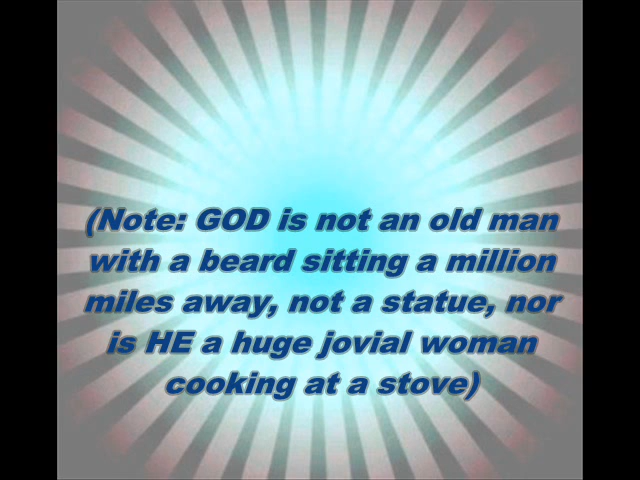 (Note: GOD is not an old man
with a beard sitting a million
miles away, not a statue, nor
is HE a huge jovial woman
cooking at a stove)